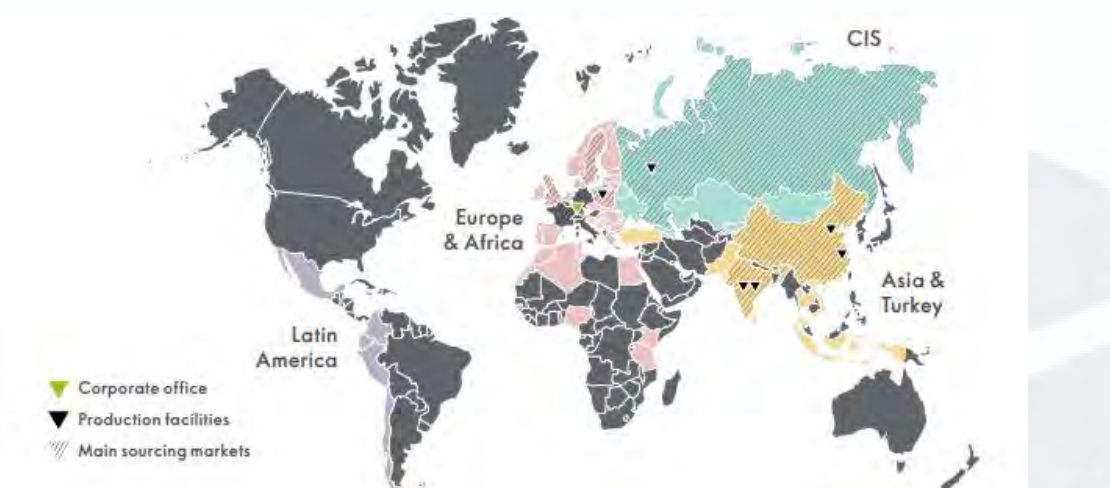 CIS
Europe
& Africa
Asia &
Turkey
Latin
America
Corporate office
Production facilities
Main sourcing markets